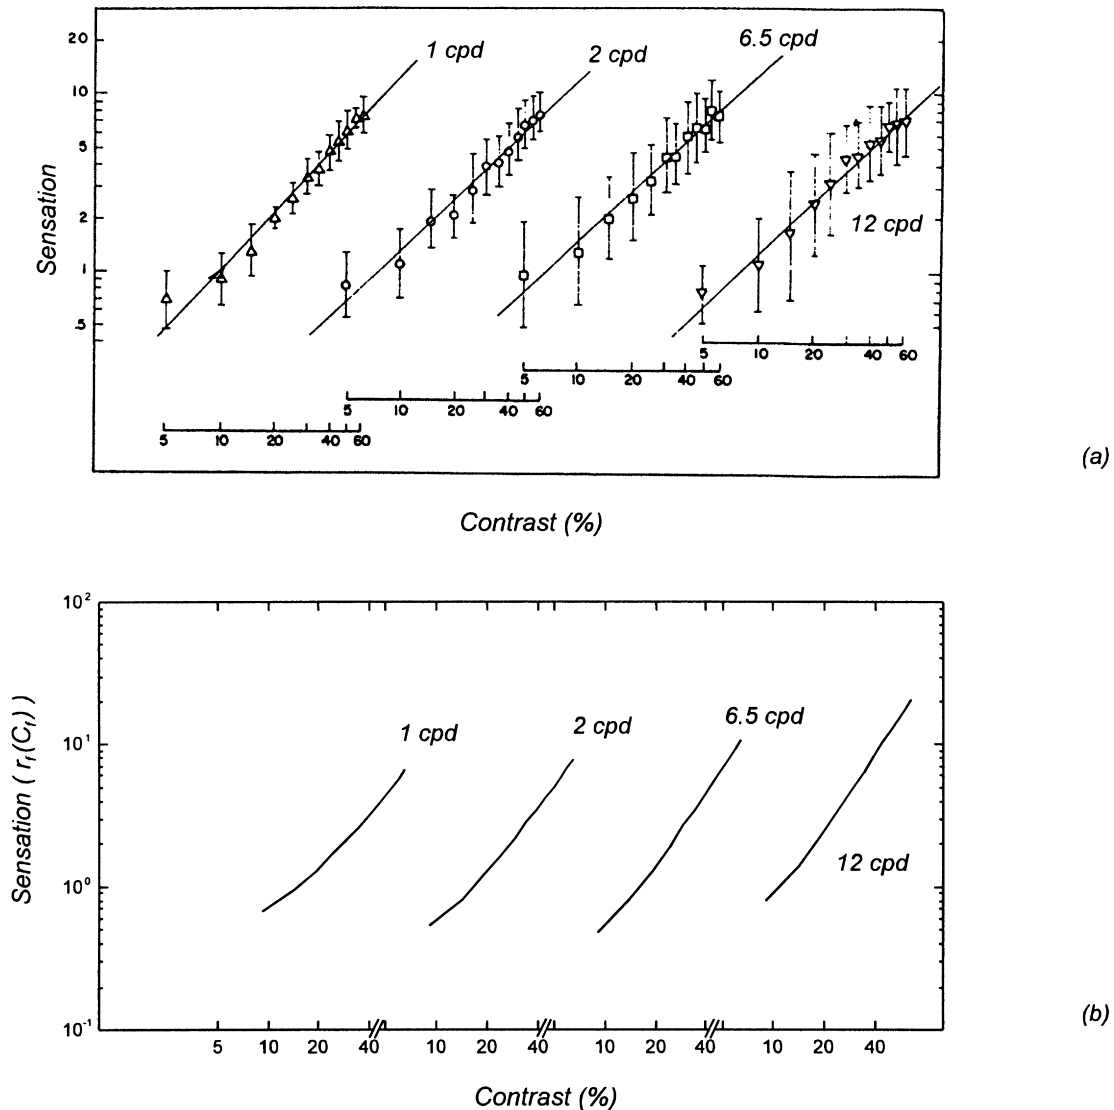 20
10
5
2
1
.5
Sensation
1 cpd
2 cpd
6.5 cpd
12 cpd
5 10 20 40 60
5 10 20 40 60
5 10 20 40 60
5 10 20 40 60
(a)
Contrast (%)
10²
10¹
10⁰
10⁻¹
Sensation ( r_f(C_f) )
1 cpd
2 cpd
6.5 cpd
12 cpd
5 10 20 40 10 20 40 10 20 40 10 20 40
(b)
Contrast (%)